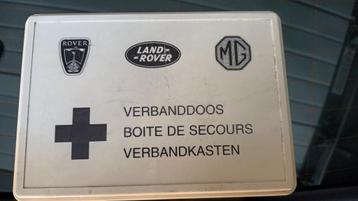 ROVER
LAND-
-ROVER
MG
VERBANDDOOS
BOITE DE SECOURS
VERBANDKASTEN